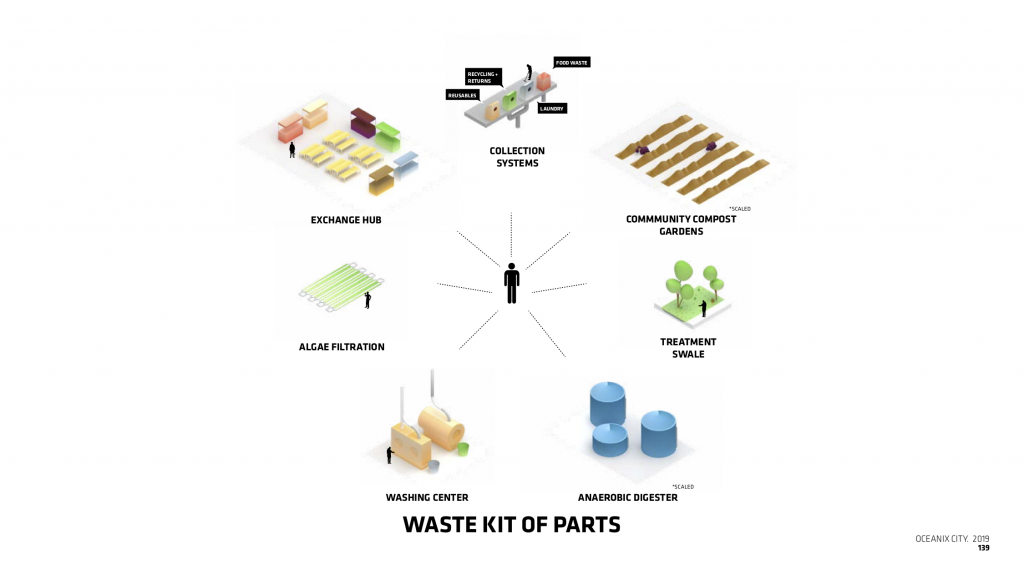 FOOD WASTE
RECYCLING +
RETURNS
REUSABLES
LAUNDRY
COLLECTION
SYSTEMS
EXCHANGE HUB
*SCALED
COMMMUNITY COMPOST
GARDENS
ALGAE FILTRATION
TREATMENT
SWALE
*SCALED
WASHING CENTER
ANAEROBIC DIGESTER
WASTE KIT OF PARTS
OCEANIX CITY. 2019
139